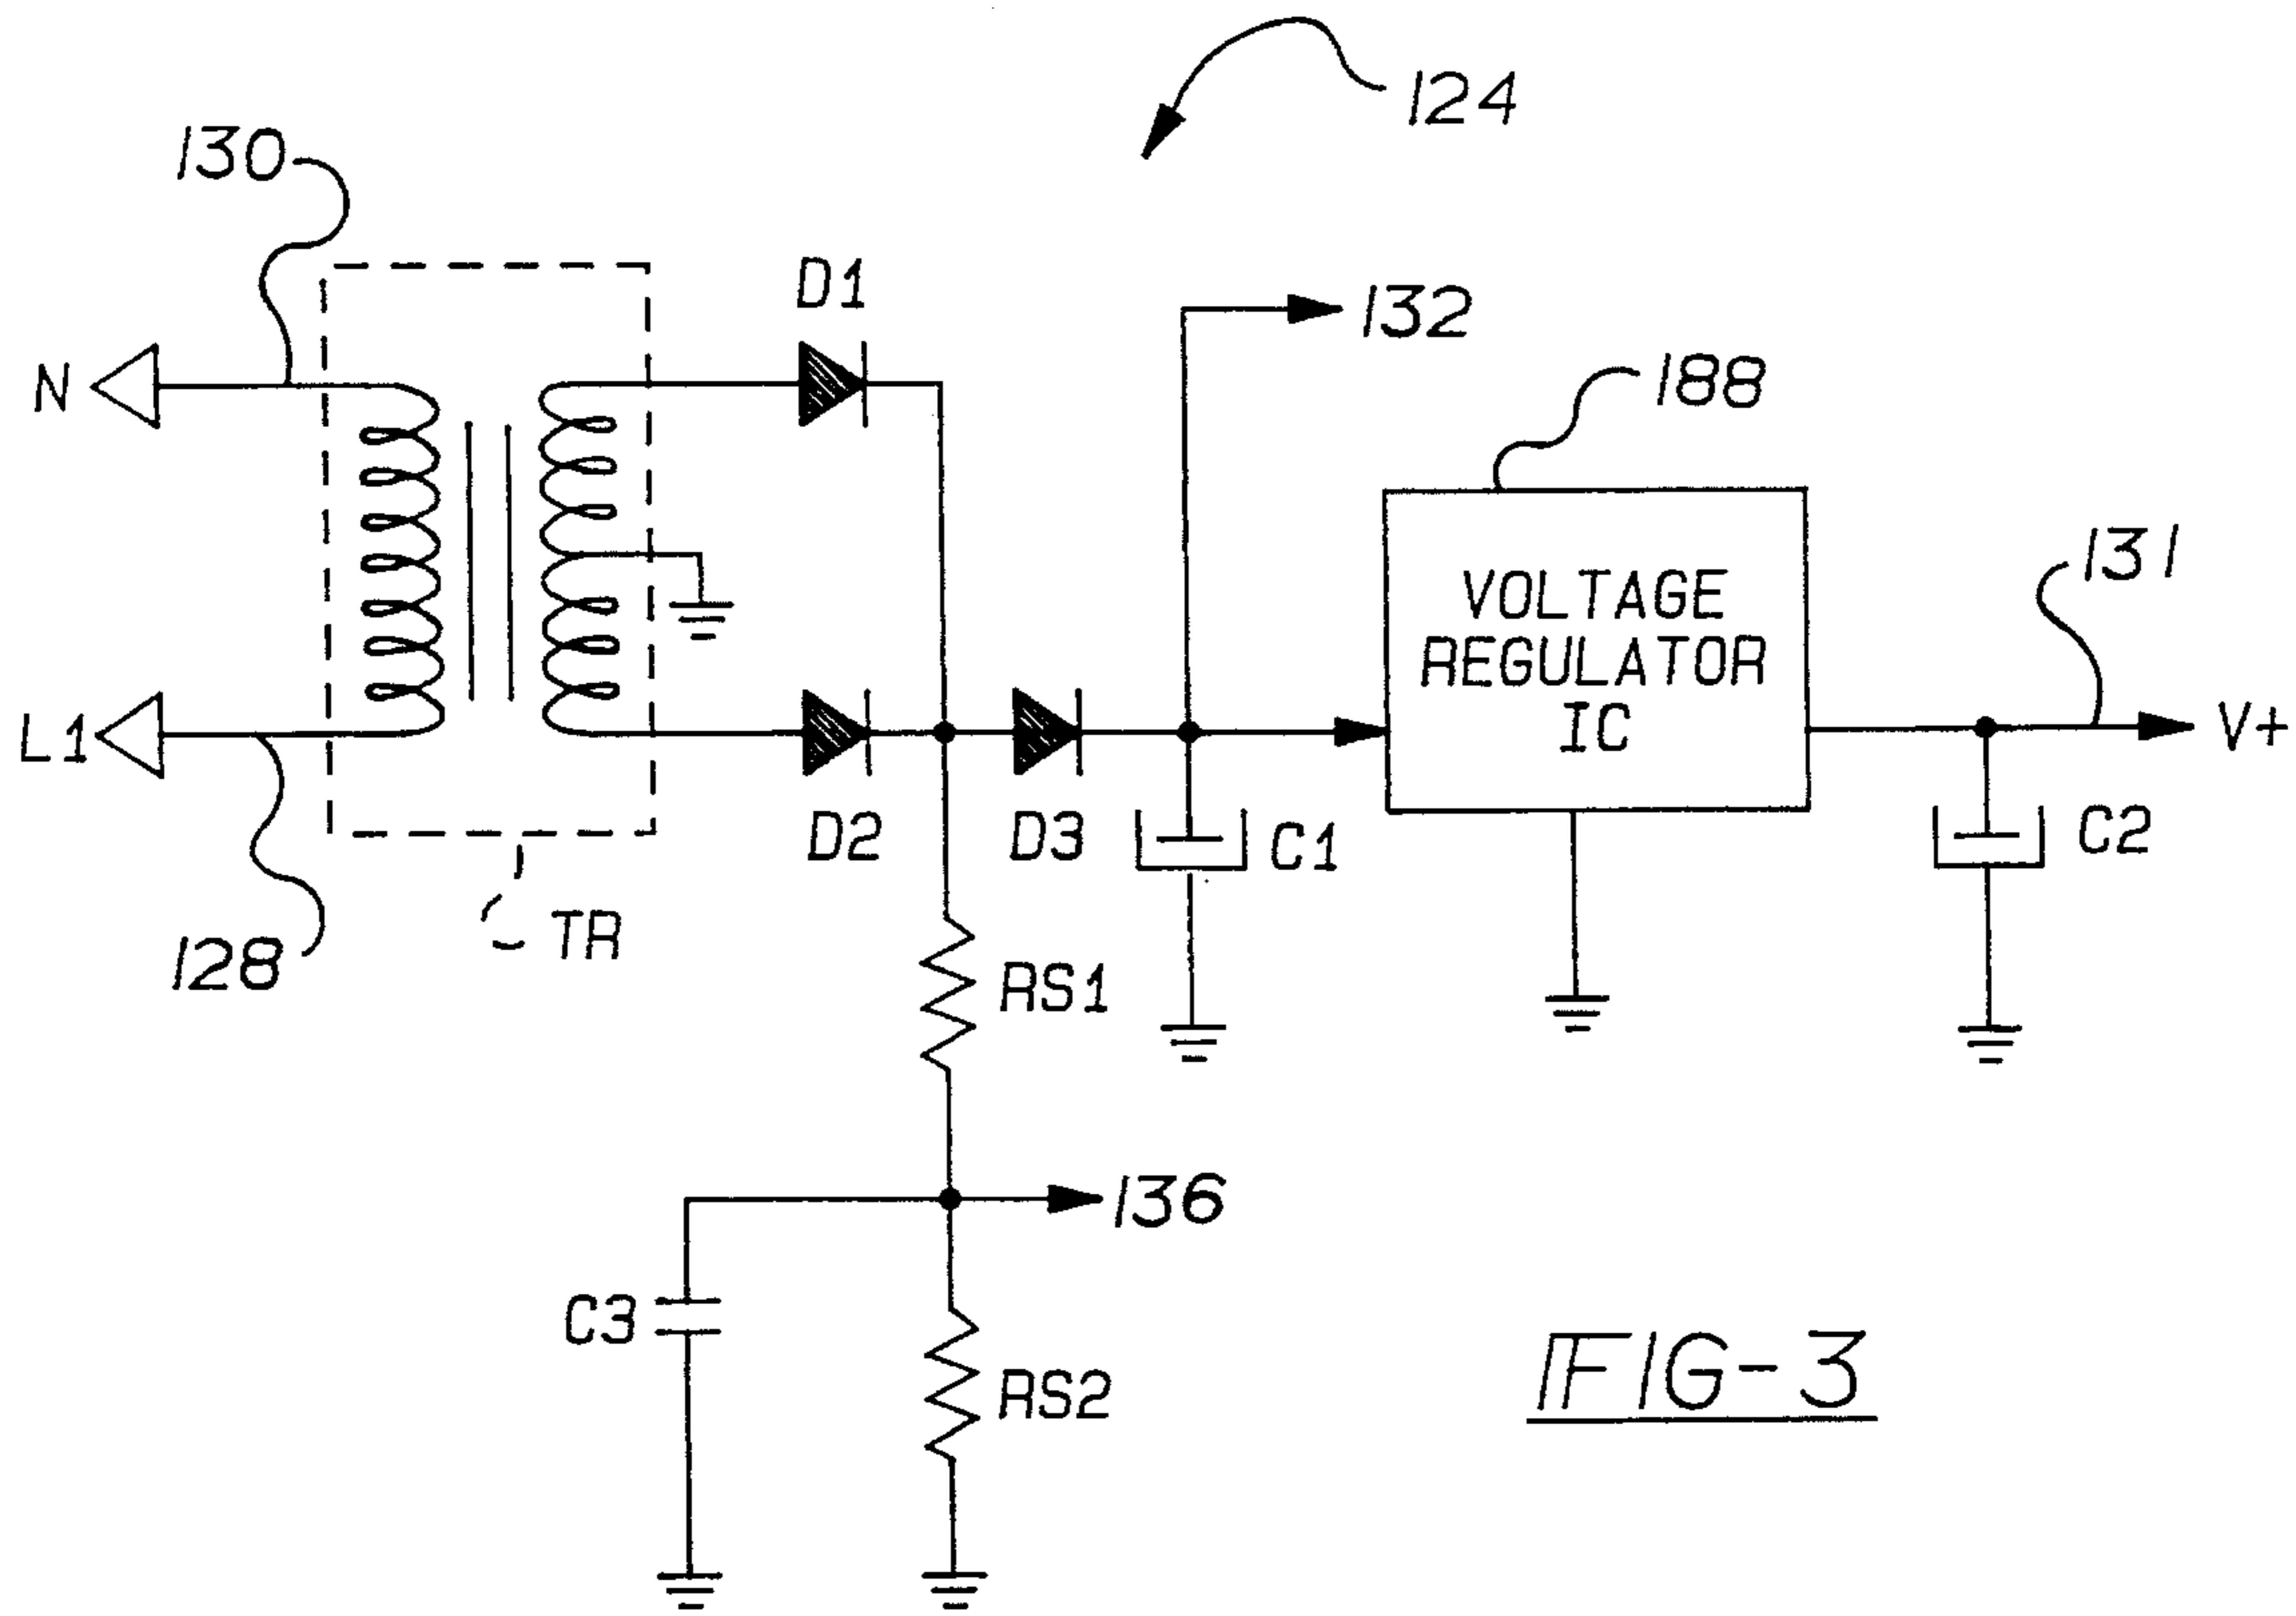 124
130
D1
132
N
188
131
VOLTAGE
REGULATOR
IC
L1
V+
D2
D3
C1
C2
128
TR
RS1
136
C3
RS2
FIG-3